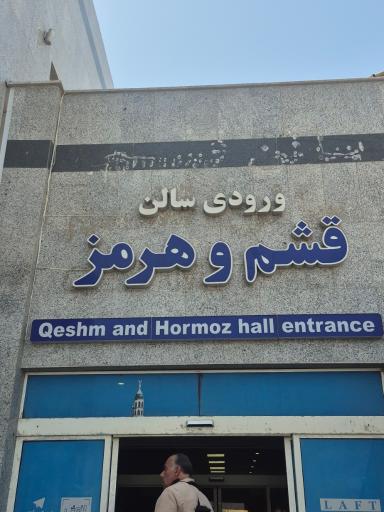 ورودی سالن
قشم و هرمز
Qeshm and Hormoz hall entrance
LAFT